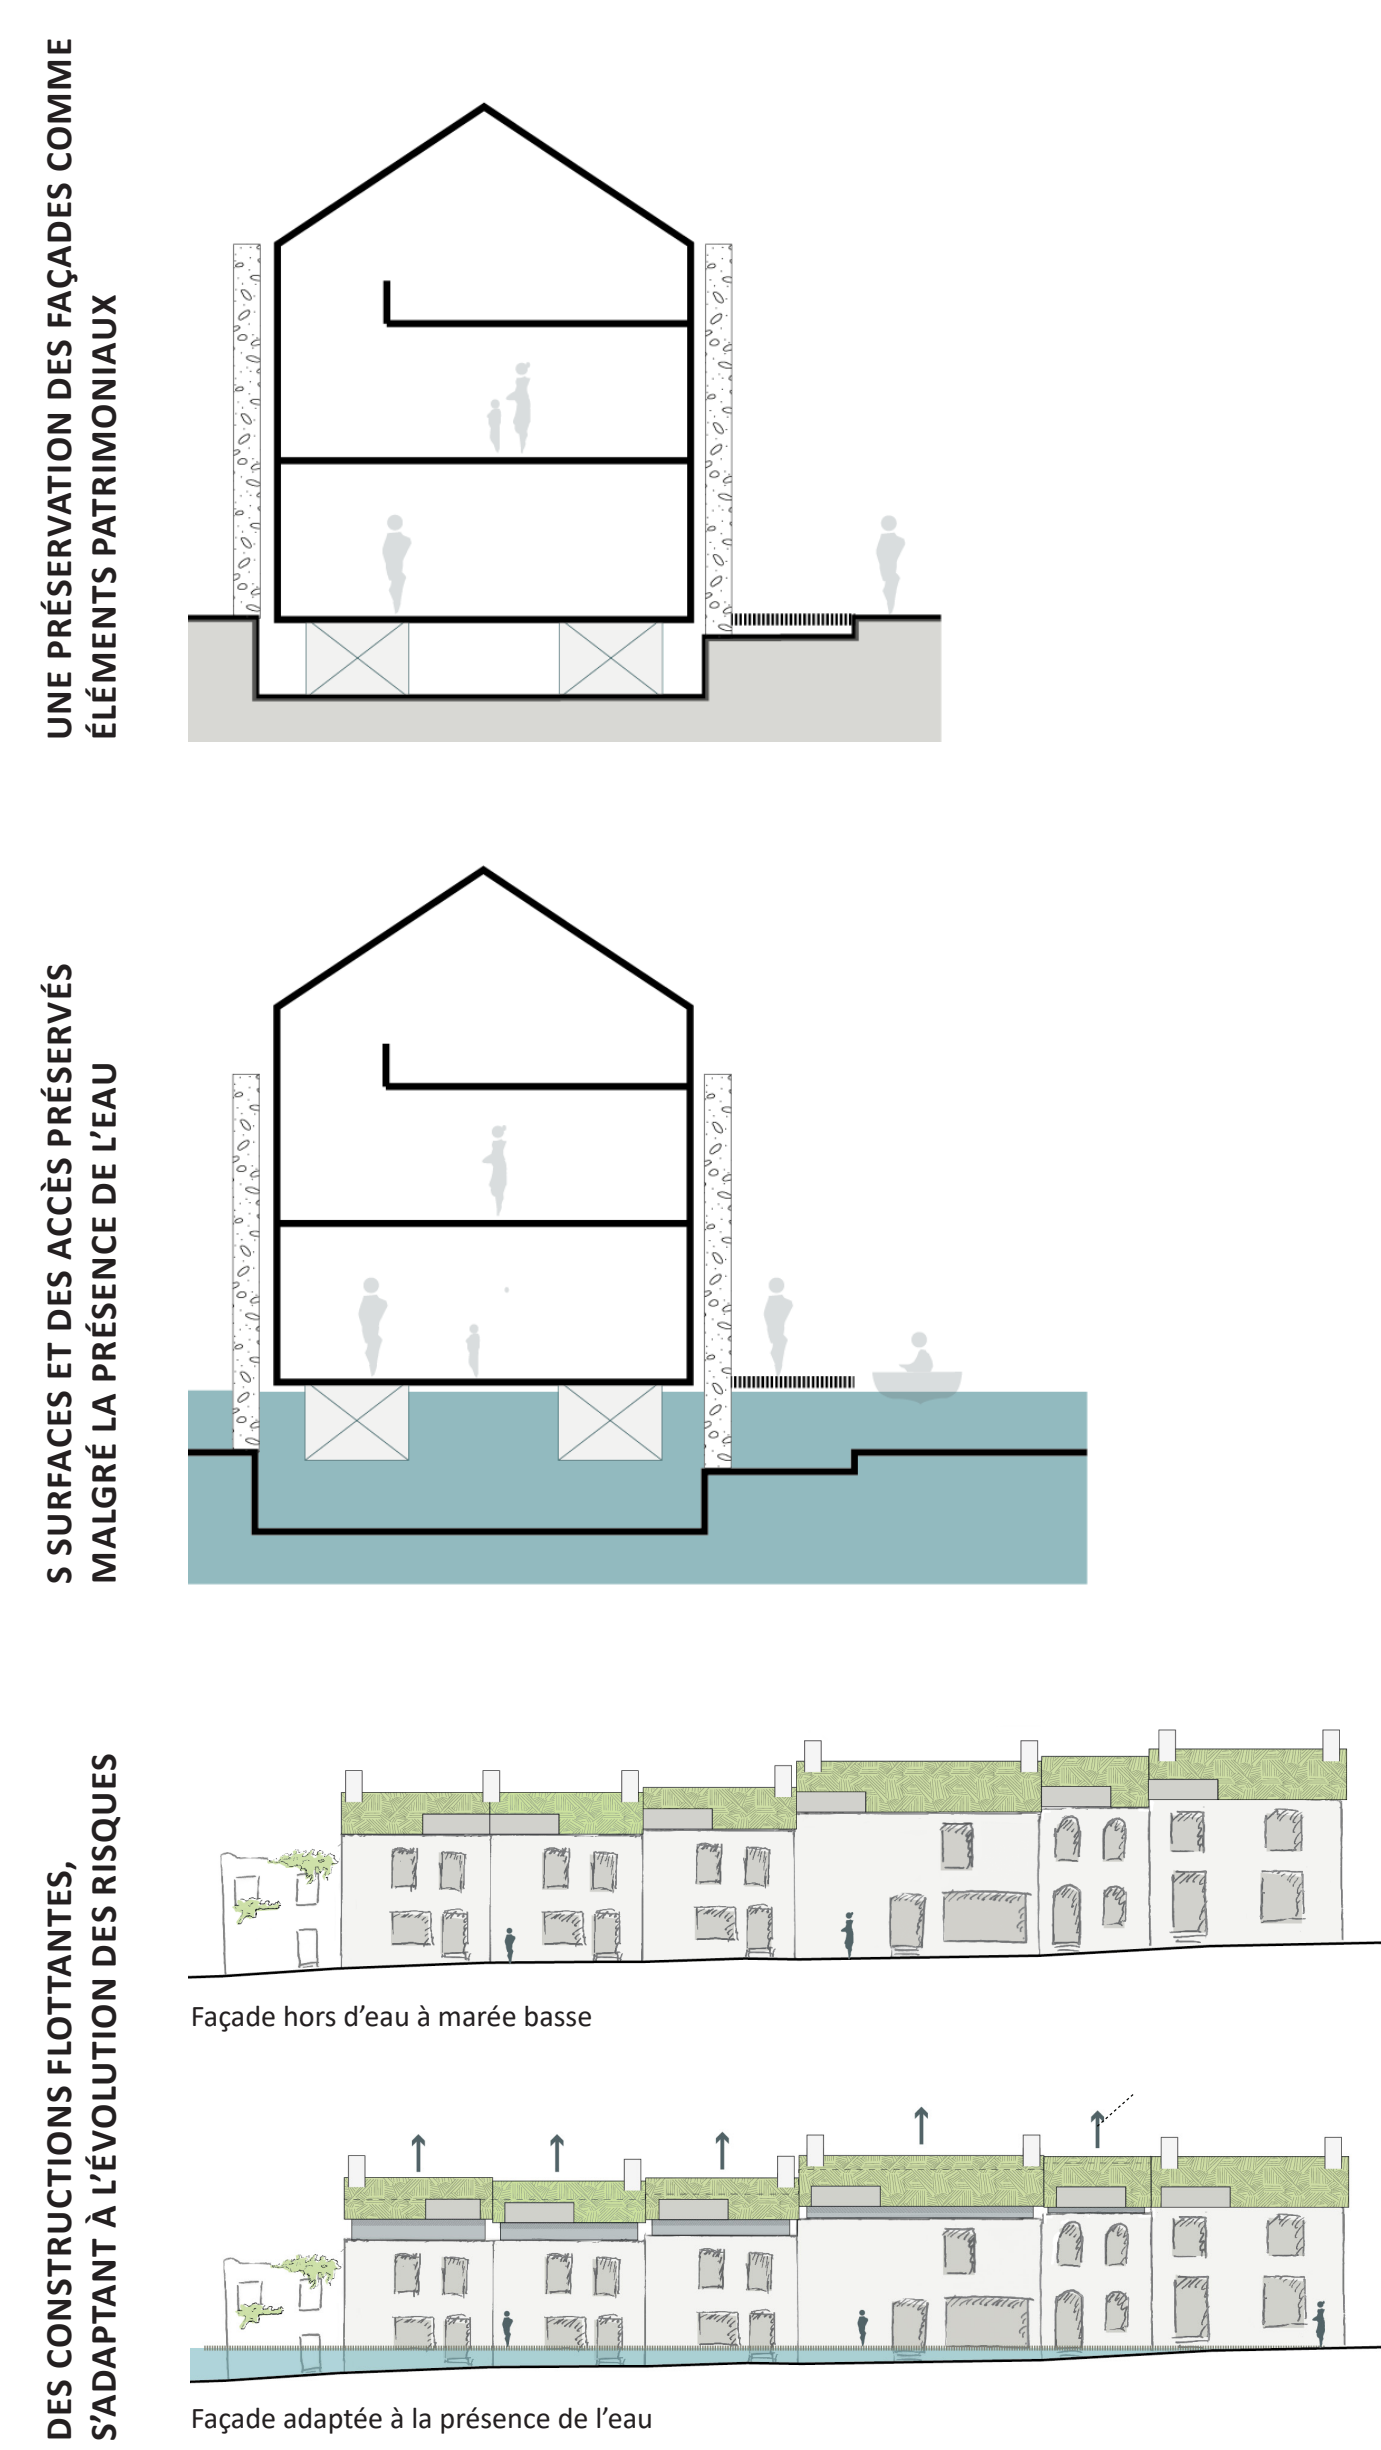 UNE PRÉSERVATION DES FAÇADES COMME
ÉLÉMENTS PATRIMONIAUX
S SURFACES ET DES ACCÈS PRÉSERVÉS
MALGRÉ LA PRÉSENCE DE L’EAU
DES CONSTRUCTIONS FLOTTANTES,
S’ADAPTANT À L’ÉVOLUTION DES RISQUES
Façade hors d’eau à marée basse
Façade adaptée à la présence de l’eau